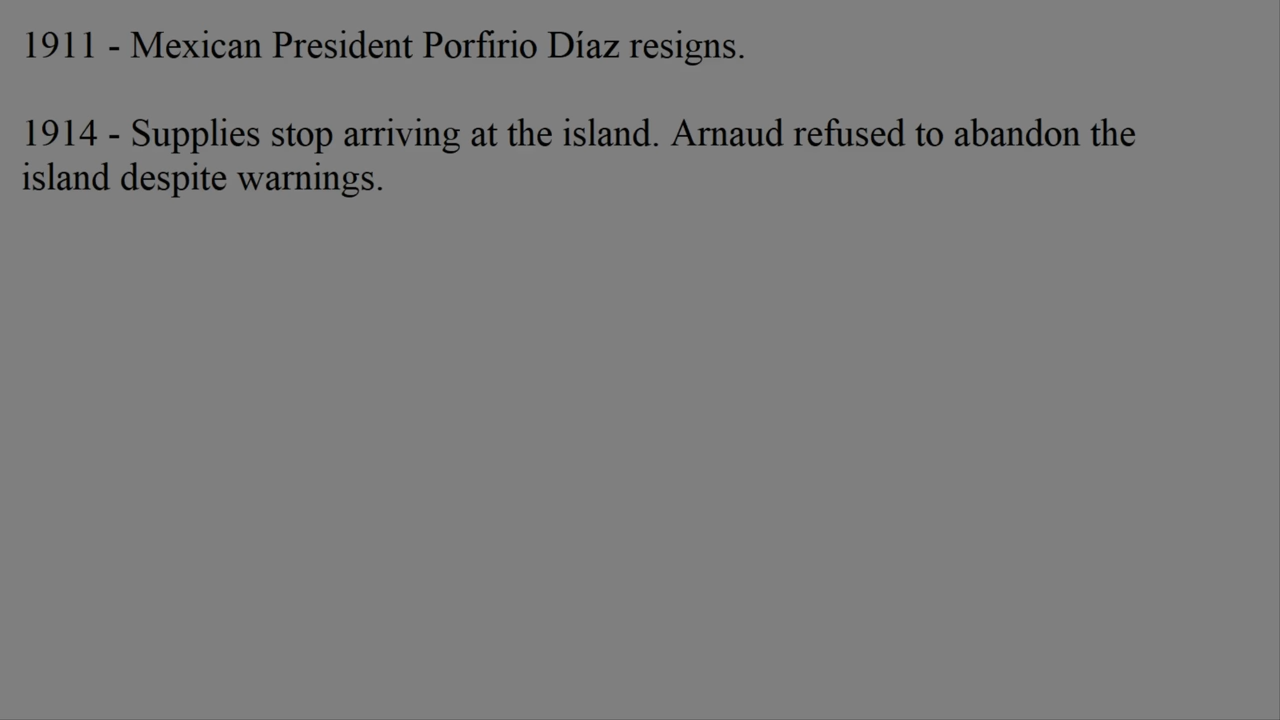 1911 - Mexican President Porfirio Díaz resigns.
1914 - Supplies stop arriving at the island. Arnaud refused to abandon the
island despite warnings.